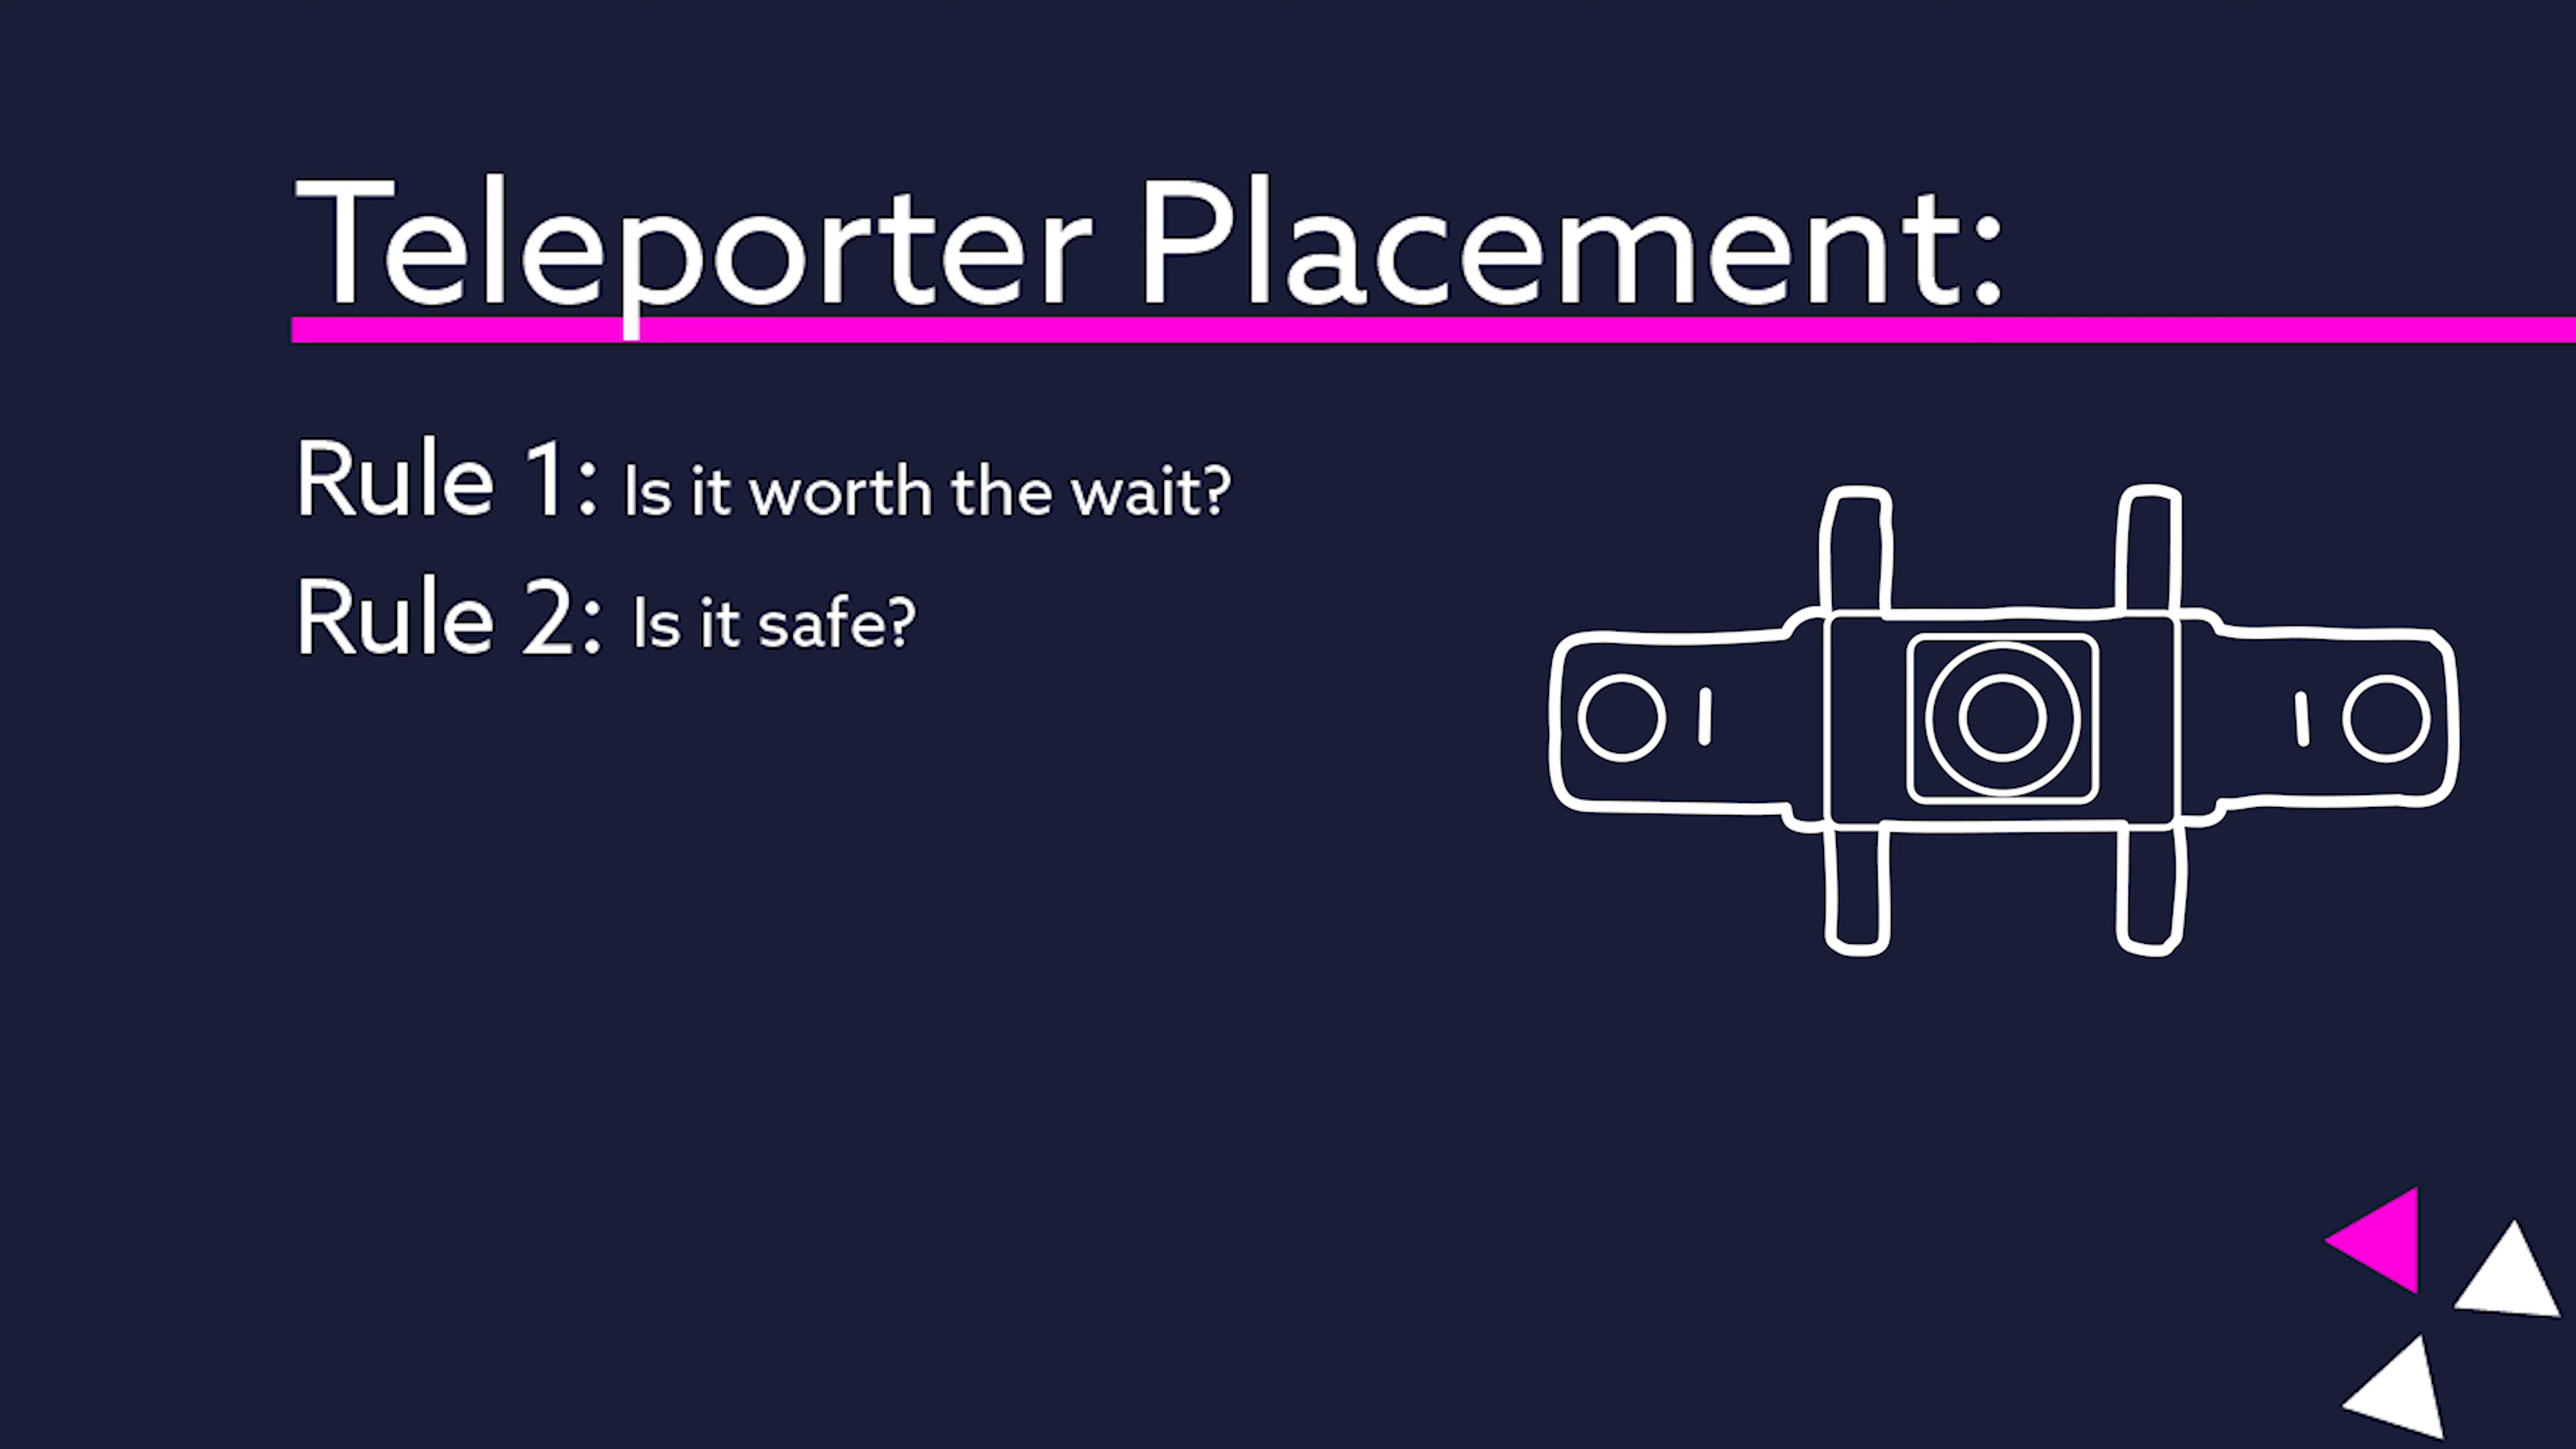 Teleporter Placement:
Rule 1: Is it worth the wait?
Rule 2: Is it safe?